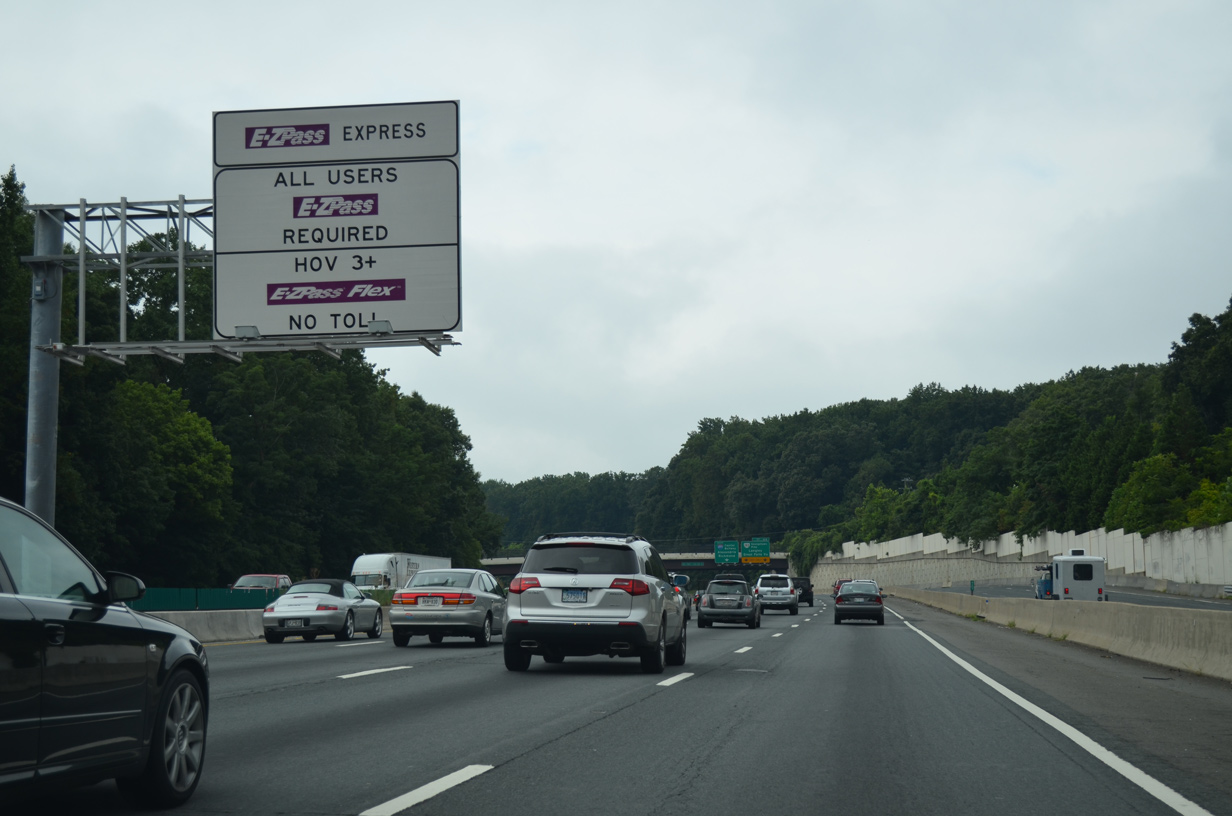 E-ZPass EXPRESS
ALL USERS
E-ZPass
REQUIRED
HOV 3+
E-ZPass Flex
NO TOLL